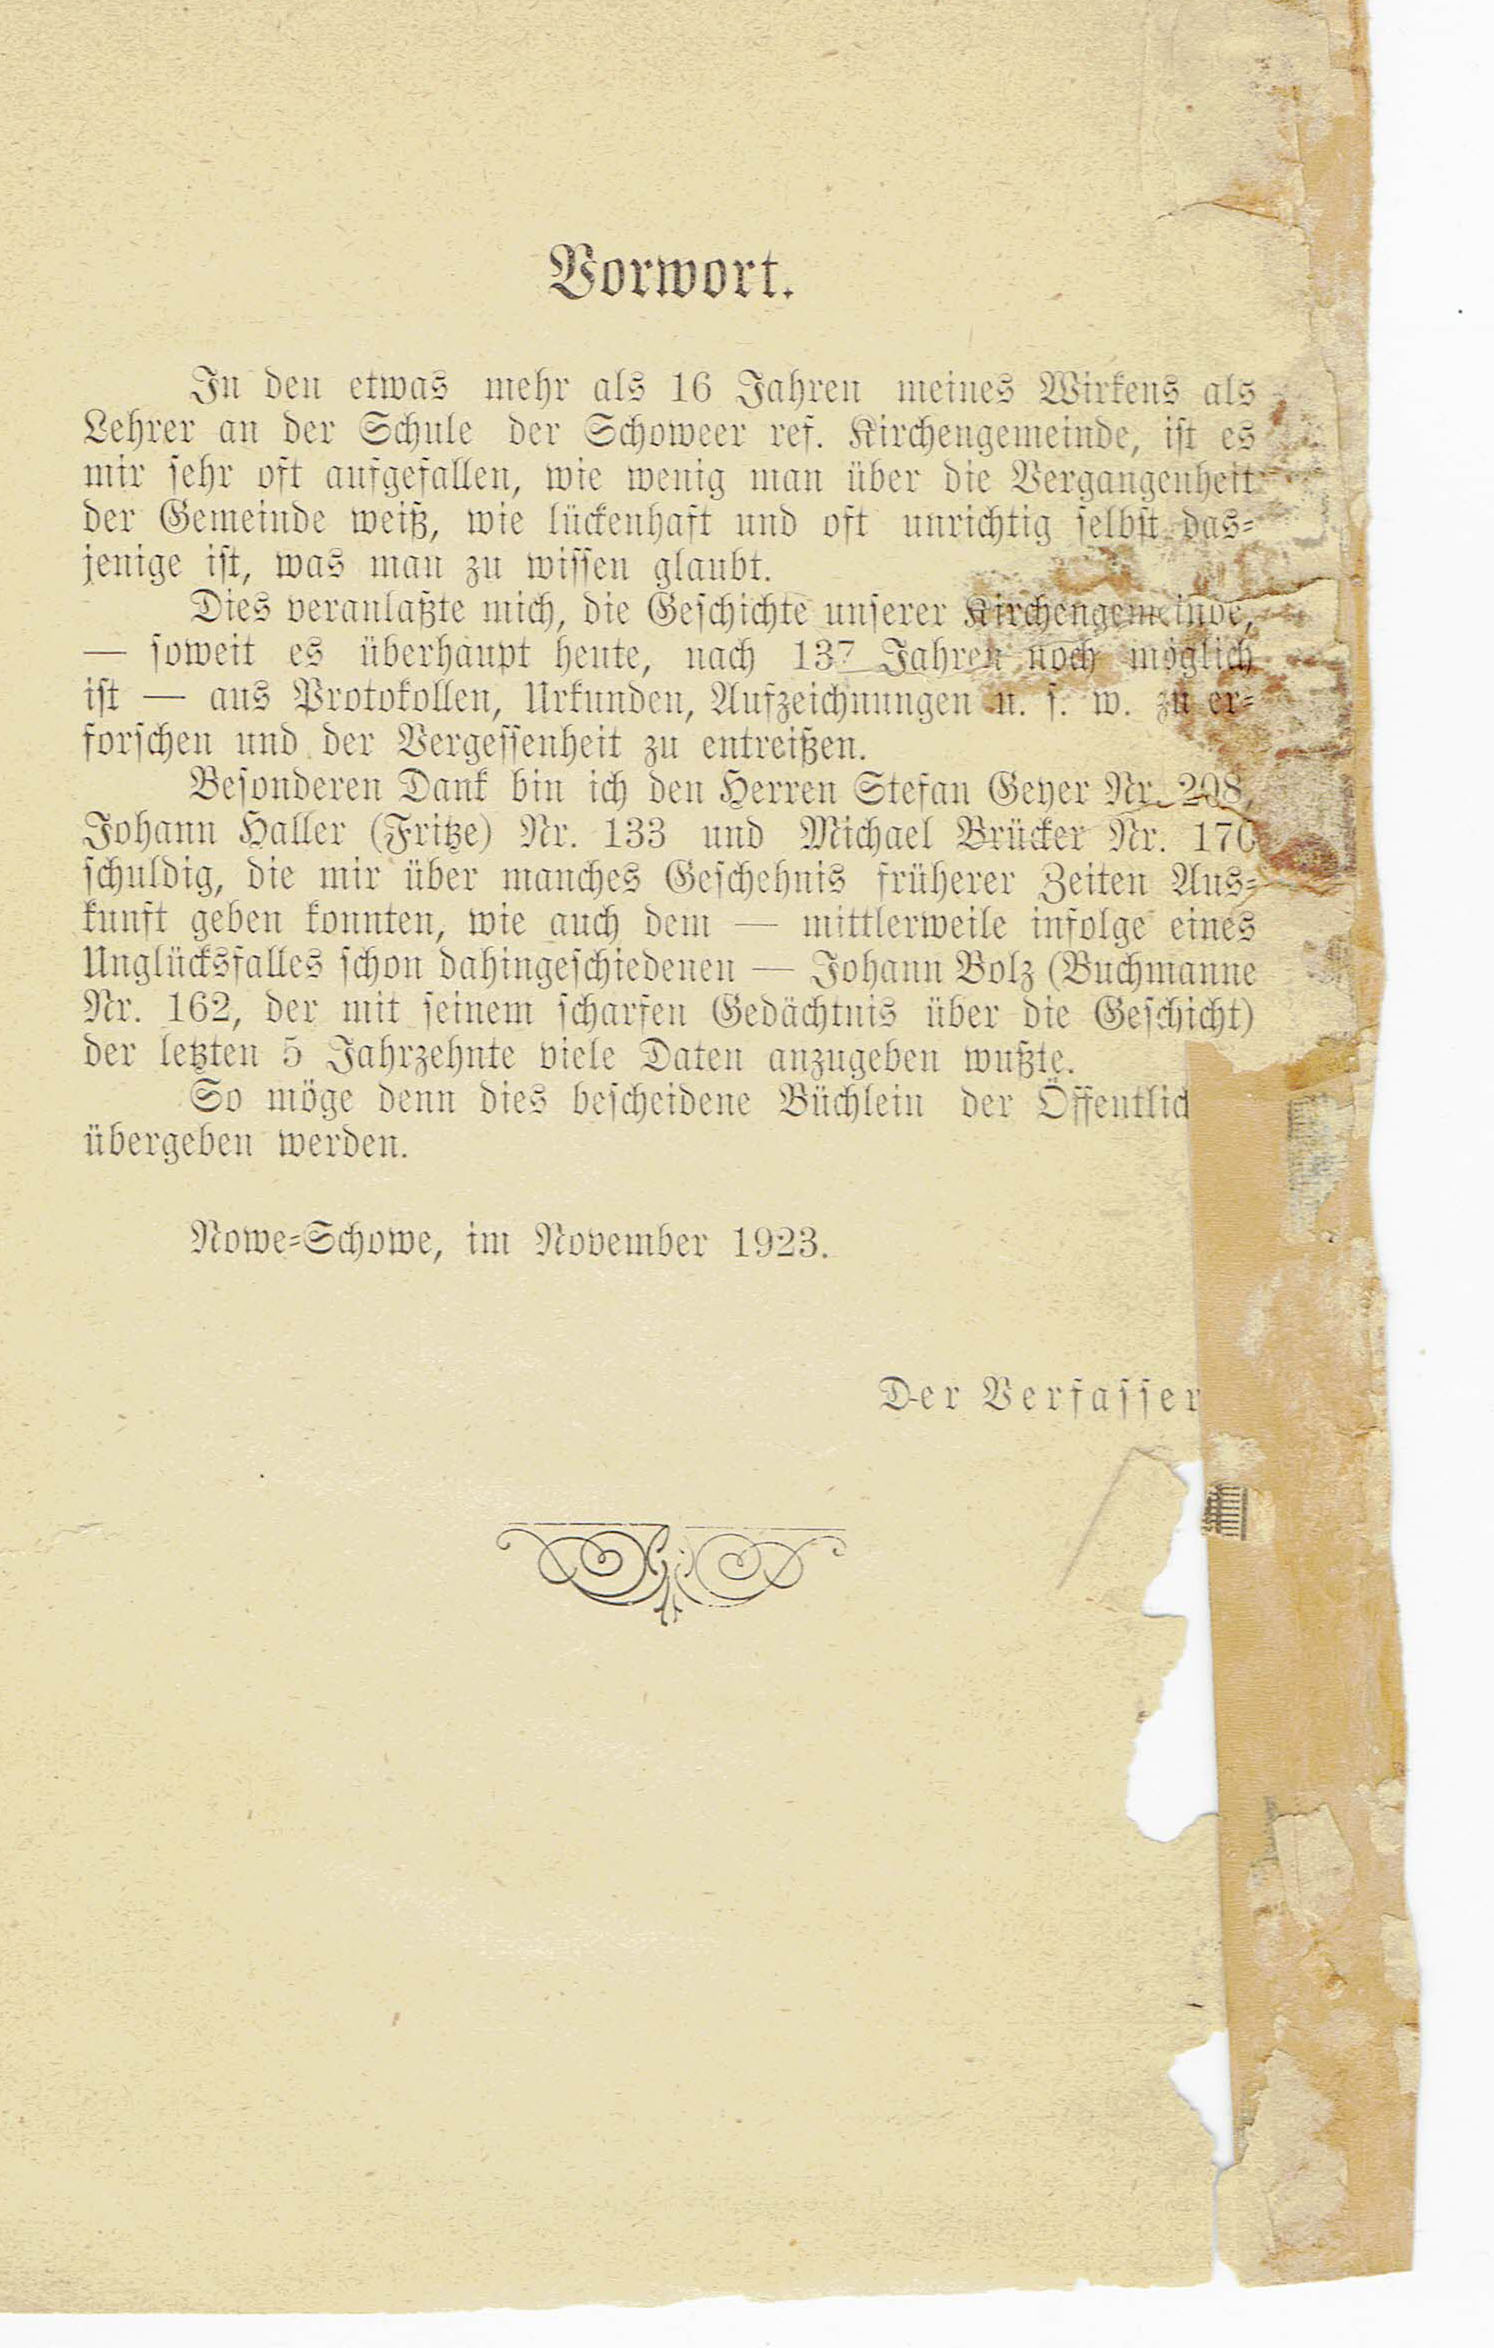 Vorwort.
In den etwas mehr als 16 Jahren meines Wirkens als
Lehrer an der Schule der Schoweer ref. Kirchengemeinde, ist es
mir sehr oft aufgefallen, wie wenig man über die Vergangenheit
der Gemeinde weiß, wie lückenhaft und oft unrichtig selbst das-
jenige ist, was man zu wissen glaubt.
Dies veranlaßte mich, die Geschichte unserer Kirchengemeinde,
— soweit es überhaupt heute, nach 137 Jahren noch möglich
ist — aus Protokollen, Urkunden, Aufzeichnungen u. s. w. zu er-
forschen und der Vergessenheit zu entreißen.
Besonderen Dank bin ich den Herren Stefan Geyer Nr. 208,
Johann Haller (Fritze) Nr. 133 und Michael Brücker Nr. 170
schuldig, die mir über manches Geschehnis früherer Zeiten Aus-
kunft geben konnten, wie auch dem — mittlerweile infolge eines
Unglücksfalles schon dahingeschiedenen — Johann Bolz (Buchmanne
Nr. 162, der mit seinem scharfen Gedächtnis über die Geschicht)
der letzten 5 Jahrzehnte viele Daten anzugeben wußte.
So möge denn dies bescheidene Büchlein der Öffentlich
übergeben werden.
Nowe-Schowe, im November 1923.
Der Verfasser